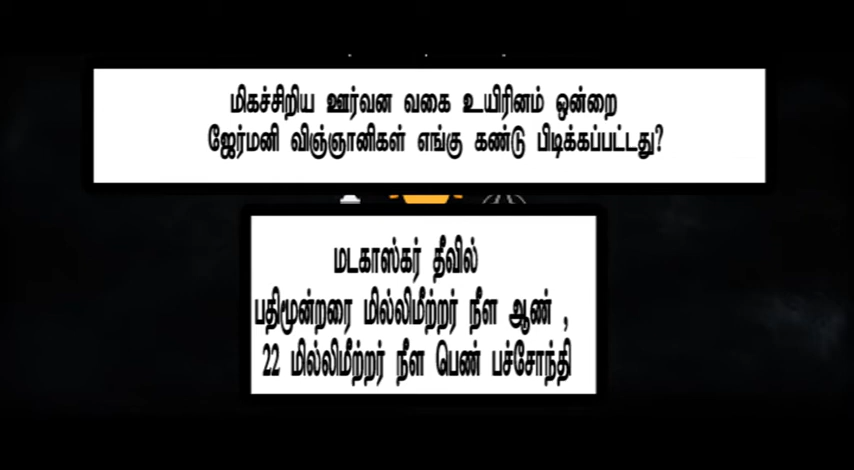 மிகச்சிறிய ஊர்வன வகை உயிரினம் ஒன்றை
ஜேர்மனி விஞ்ஞானிகள் எங்கு கண்டு பிடிக்கப்பட்டது?
மடகாஸ்கர் தீவில்
பதிமூன்றரை மில்லிமீற்றர் நீள ஆண் ,
22 மில்லிமீற்றர் நீள பெண் பச்சோந்தி